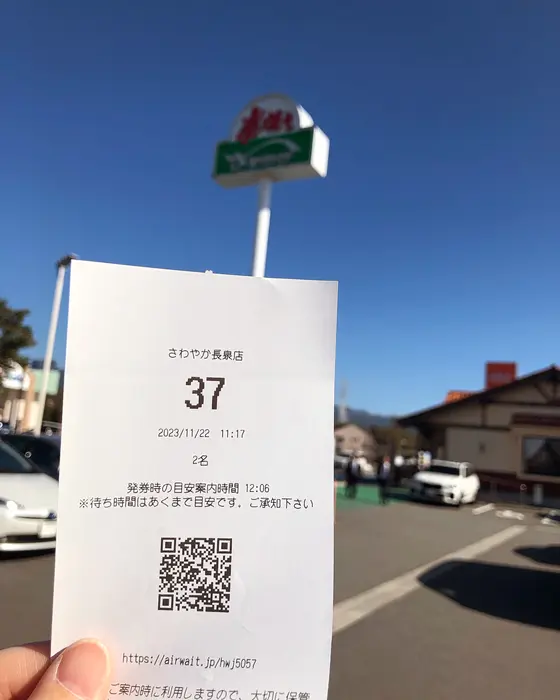 さわやか長泉店
37
2023/11/22 11:17
2名
発券時の目安案内時間 12:06
※待ち時間はあくまで目安です。ご承知下さい
https://airwait.jp/hwj5057
ご案内時に利用しますので、大切に保管